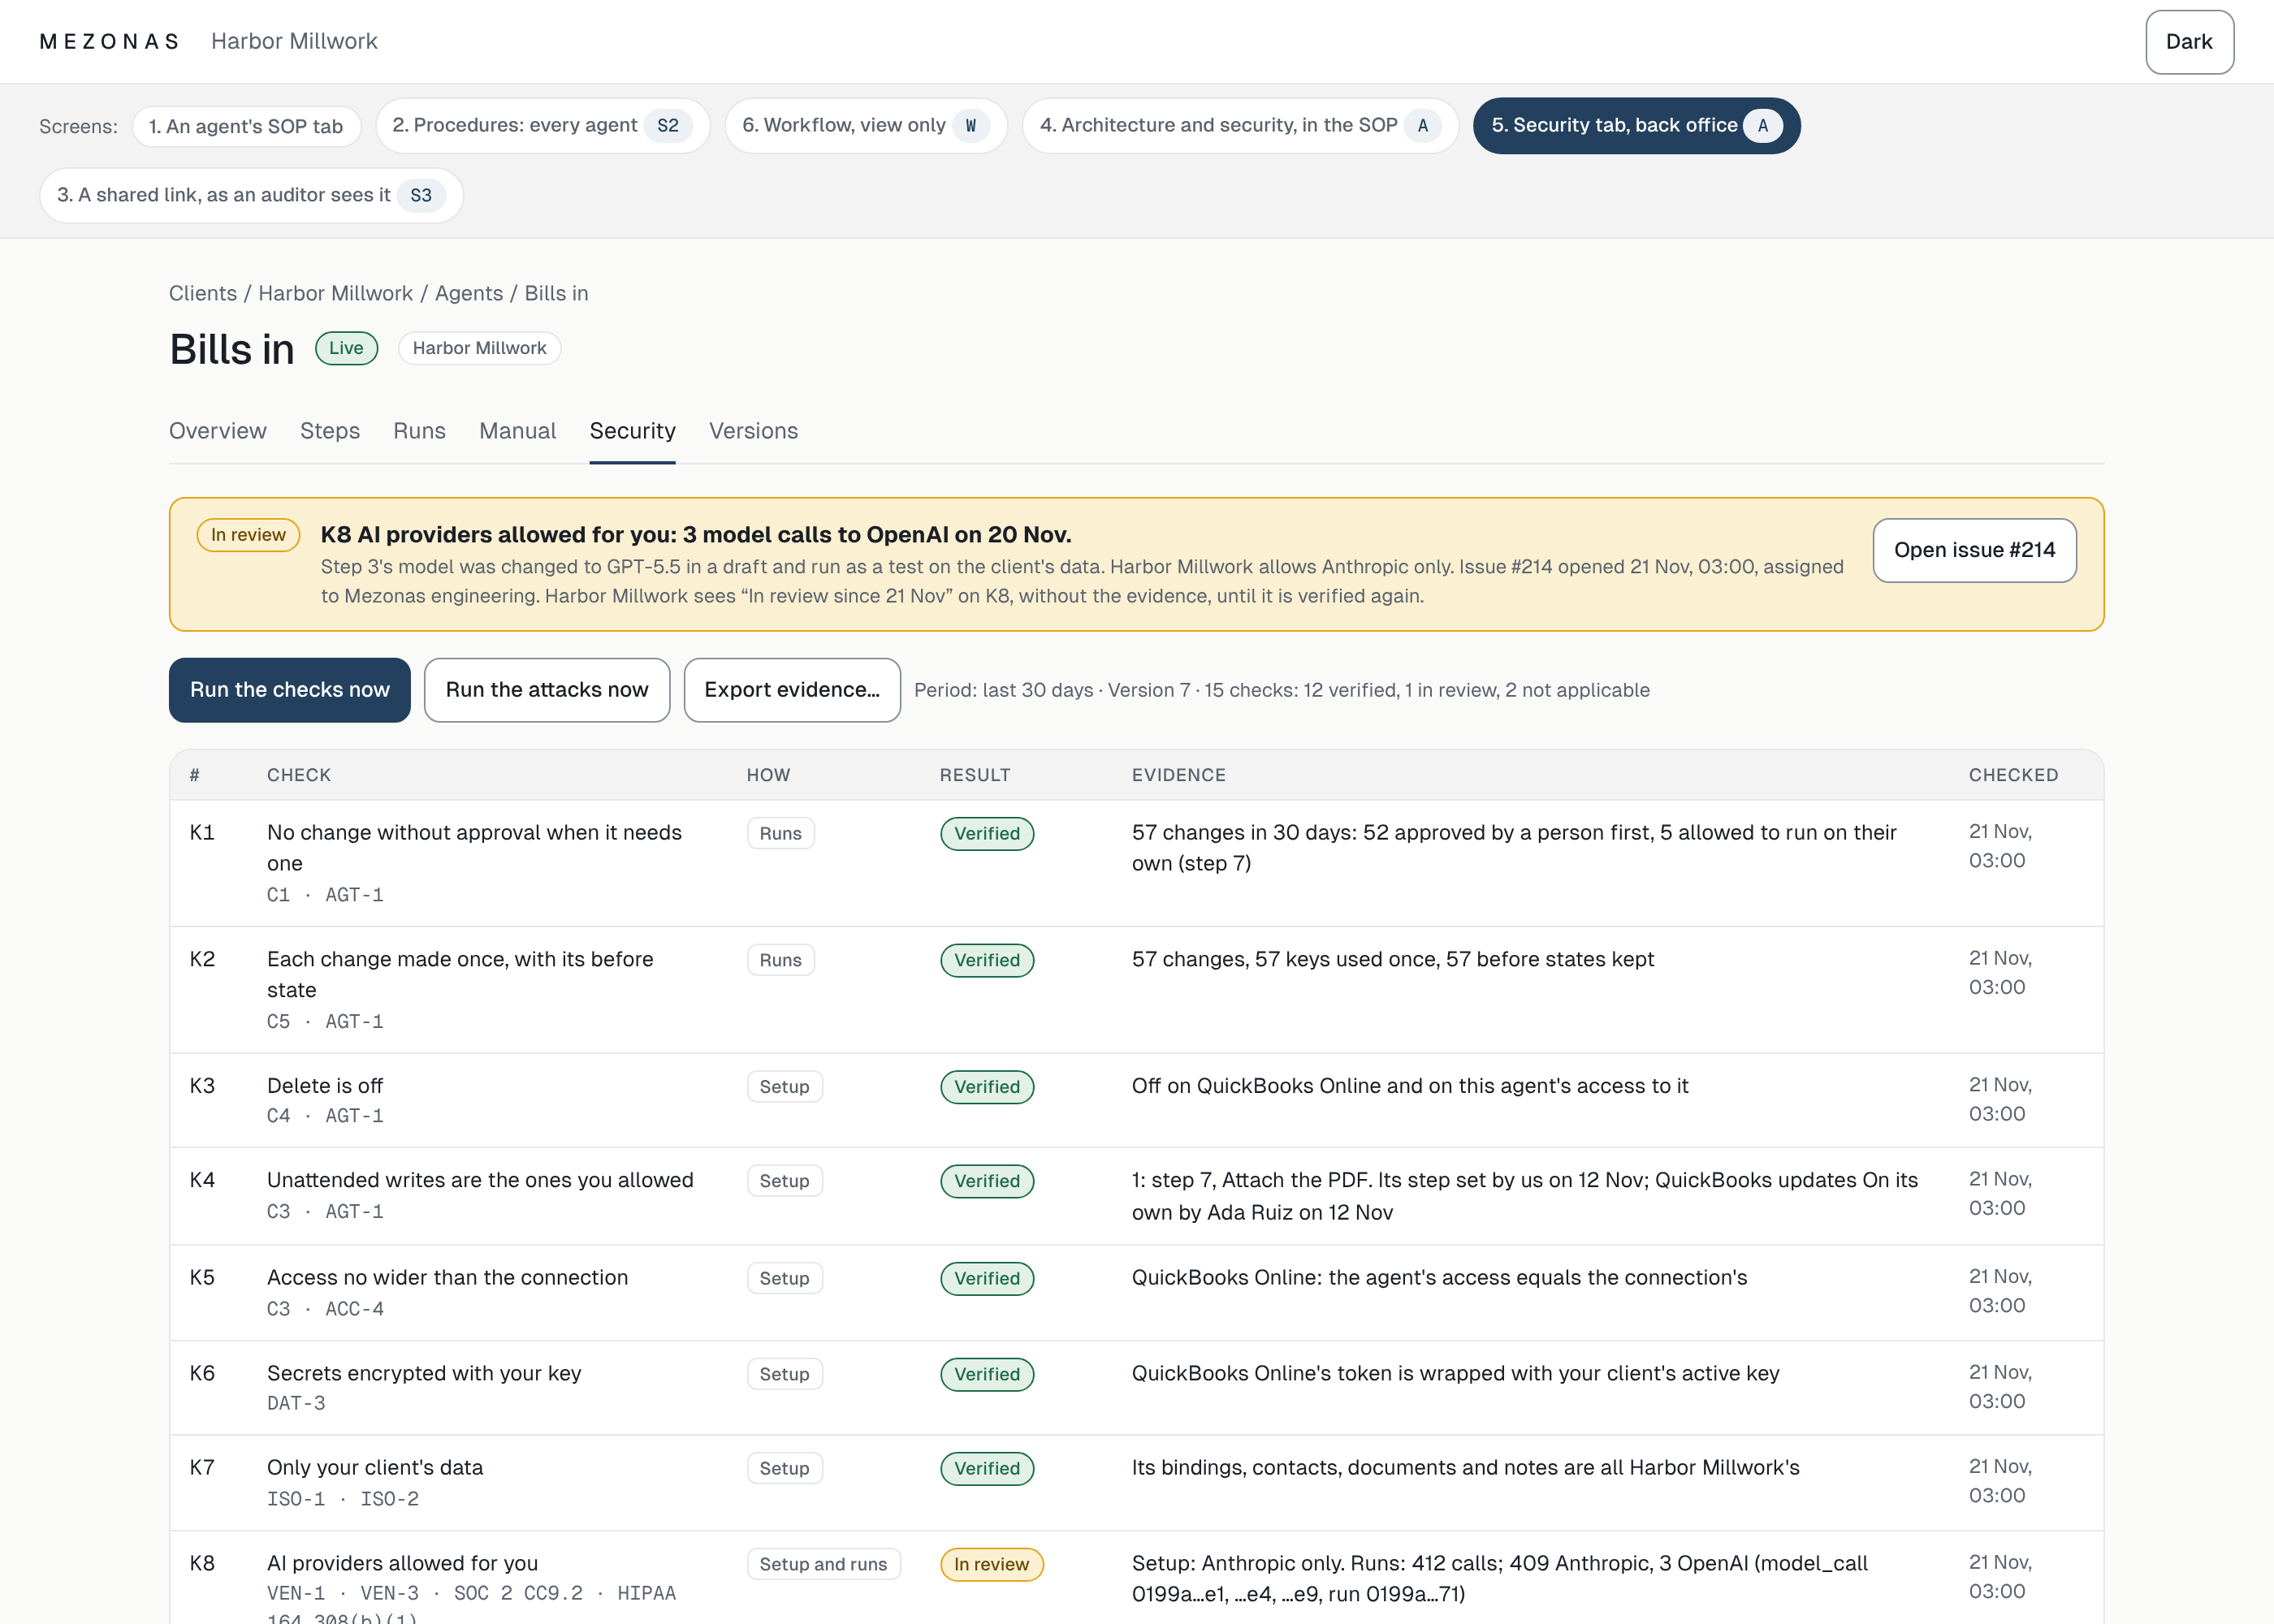 MEZONAS Harbor Millwork Dark
Screens: 1. An agent's SOP tab 2. Procedures: every agent S2 6. Workflow, view only W 4. Architecture and security, in the SOP A 5. Security tab, back office A
3. A shared link, as an auditor sees it S3
Clients / Harbor Millwork / Agents / Bills in
Bills in Live Harbor Millwork
Overview Steps Runs Manual Security Versions
In review K8 AI providers allowed for you: 3 model calls to OpenAI on 20 Nov.
Step 3's model was changed to GPT-5.5 in a draft and run as a test on the client's data. Harbor Millwork allows Anthropic only. Issue #214 opened 21 Nov, 03:00, assigned
to Mezonas engineering. Harbor Millwork sees “In review since 21 Nov” on K8, without the evidence, until it is verified again.
Open issue #214
Run the checks now Run the attacks now Export evidence… Period: last 30 days · Version 7 · 15 checks: 12 verified, 1 in review, 2 not applicable
# CHECK HOW RESULT EVIDENCE CHECKED
K1 No change without approval when it needs Runs Verified 57 changes in 30 days: 52 approved by a person first, 5 allowed to run on their 21 Nov,
one own (step 7) 03:00
C1 · AGT-1
K2 Each change made once, with its before Runs Verified 57 changes, 57 keys used once, 57 before states kept 21 Nov,
state 03:00
C5 · AGT-1
K3 Delete is off Setup Verified Off on QuickBooks Online and on this agent's access to it 21 Nov,
C4 · AGT-1 03:00
K4 Unattended writes are the ones you allowed Setup Verified 1: step 7, Attach the PDF. Its step set by us on 12 Nov; QuickBooks updates On its 21 Nov,
C3 · AGT-1 own by Ada Ruiz on 12 Nov 03:00
K5 Access no wider than the connection Setup Verified QuickBooks Online: the agent's access equals the connection's 21 Nov,
C3 · ACC-4 03:00
K6 Secrets encrypted with your key Setup Verified QuickBooks Online's token is wrapped with your client's active key 21 Nov,
DAT-3 03:00
K7 Only your client's data Setup Verified Its bindings, contacts, documents and notes are all Harbor Millwork's 21 Nov,
ISO-1 · ISO-2 03:00
K8 AI providers allowed for you Setup and runs In review Setup: Anthropic only. Runs: 412 calls; 409 Anthropic, 3 OpenAI (model_call 21 Nov,
VEN-1 · VEN-3 · SOC 2 CC9.2 · HIPAA 0199a…e1, …e4, …e9, run 0199a…71) 03:00
164.308(b)(1)